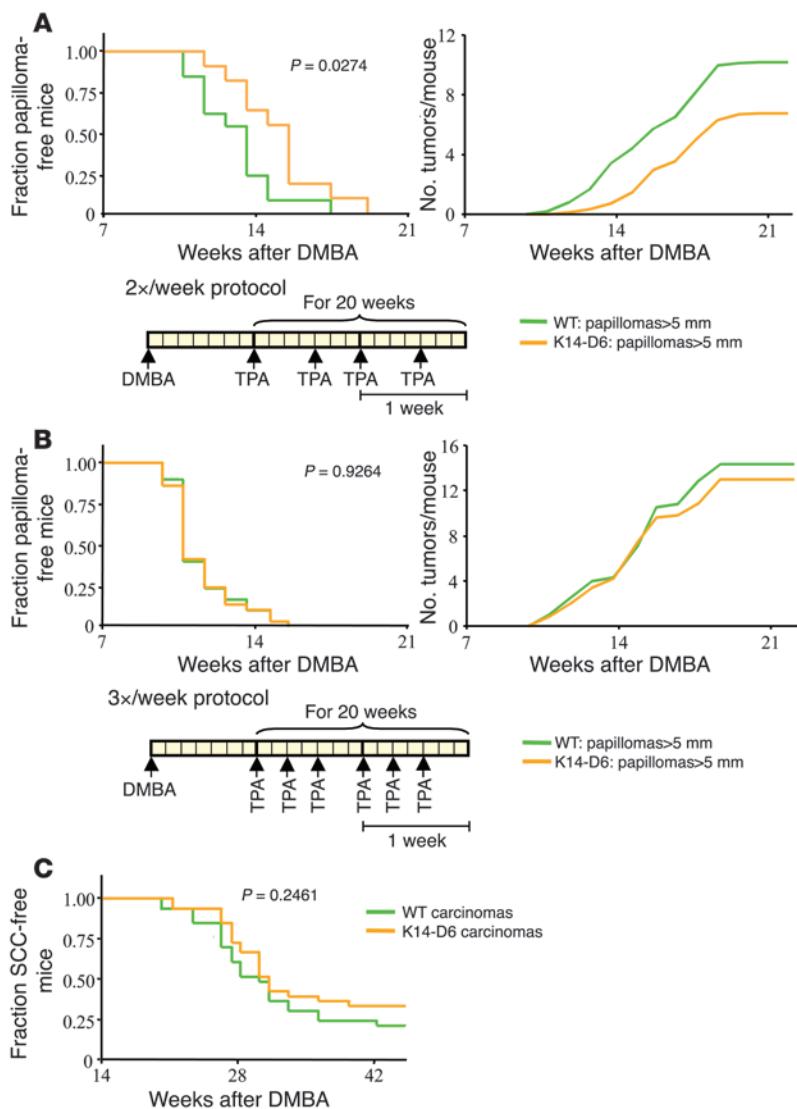 A
Fraction papilloma-
free mice
1.00
0.75
0.50
0.25
0
P = 0.0274
7
14
21
Weeks after DMBA
No. tumors/mouse
12
8
4
0
7
14
21
Weeks after DMBA
2×/week protocol
For 20 weeks
DMBA
TPA
TPA
TPA
TPA
1 week
WT: papillomas>5 mm
K14-D6: papillomas>5 mm
B
Fraction papilloma-
free mice
1.00
0.75
0.50
0.25
0
P = 0.9264
7
14
21
Weeks after DMBA
No. tumors/mouse
16
12
8
4
0
7
14
21
Weeks after DMBA
3×/week protocol
For 20 weeks
DMBA
TPA
TPA
TPA
TPA
TPA
TPA
1 week
WT: papillomas>5 mm
K14-D6: papillomas>5 mm
C
Fraction SCC-free
mice
1.00
0.75
0.50
0.25
0
P = 0.2461
14
28
42
Weeks after DMBA
WT carcinomas
K14-D6 carcinomas